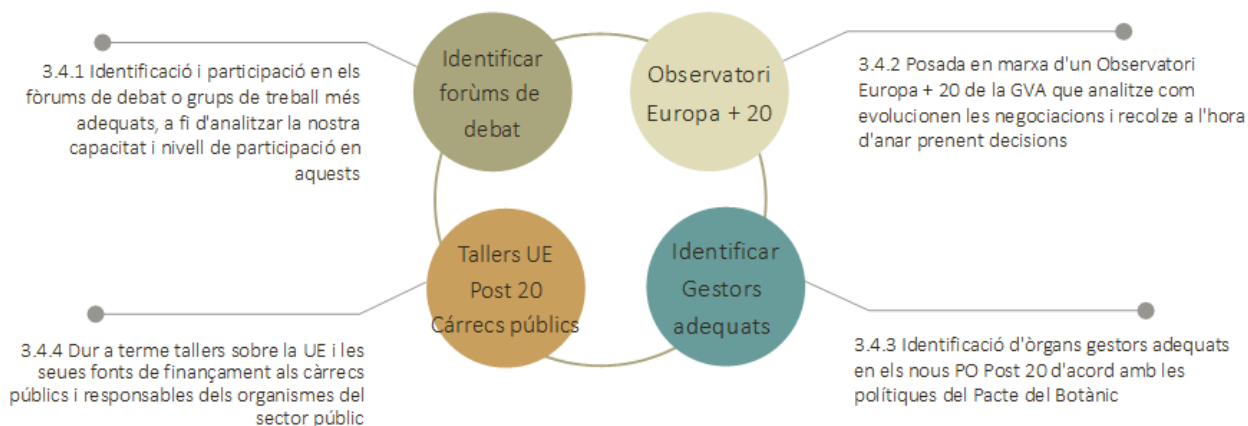 Identificar
forùms de
debat
3.4.1 Identificació i participació en els
fòrums de debat o grups de treball més
adequats, a fi d'analitzar la nostra
capacitat i nivell de participació en
aquests
Observatori
Europa + 20
3.4.2 Posada en marxa d'un Observatori
Europa + 20 de la GVA que analitze com
evolucionen les negociacions i recolze a l'hora
d'anar prenent decisions
Identificar
Gestors
adequats
3.4.3 Identificació d'òrgans gestors adequats
en els nous PO Post 20 d'acord amb les
polítiques del Pacte del Botànic
Tallers UE
Post 20
Cárrecs públics
3.4.4 Dur a terme tallers sobre la UE i les
seues fonts de finançament als càrrecs
públics i responsables dels organismes del
sector públic